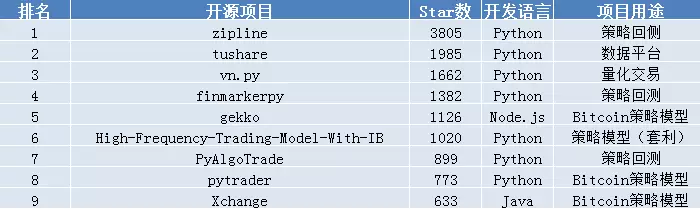 排名 开源项目 Star数 开发语言 项目用途
1 zipline 3805 Python 策略回侧
2 tushare 1985 Python 数据平台
3 vn.py 1662 Python 量化交易
4 finmarkerpy 1382 Python 策略回测
5 gekko 1126 Node.js Bitcoin策略模型
6 High-Frequency-Trading-Model-With-IB 1020 Python 策略模型（套利）
7 PyAlgoTrade 899 Python 策略回测
8 pytrader 773 Python Bitcoin策略模型
9 Xchange 633 Java Bitcoin策略模型